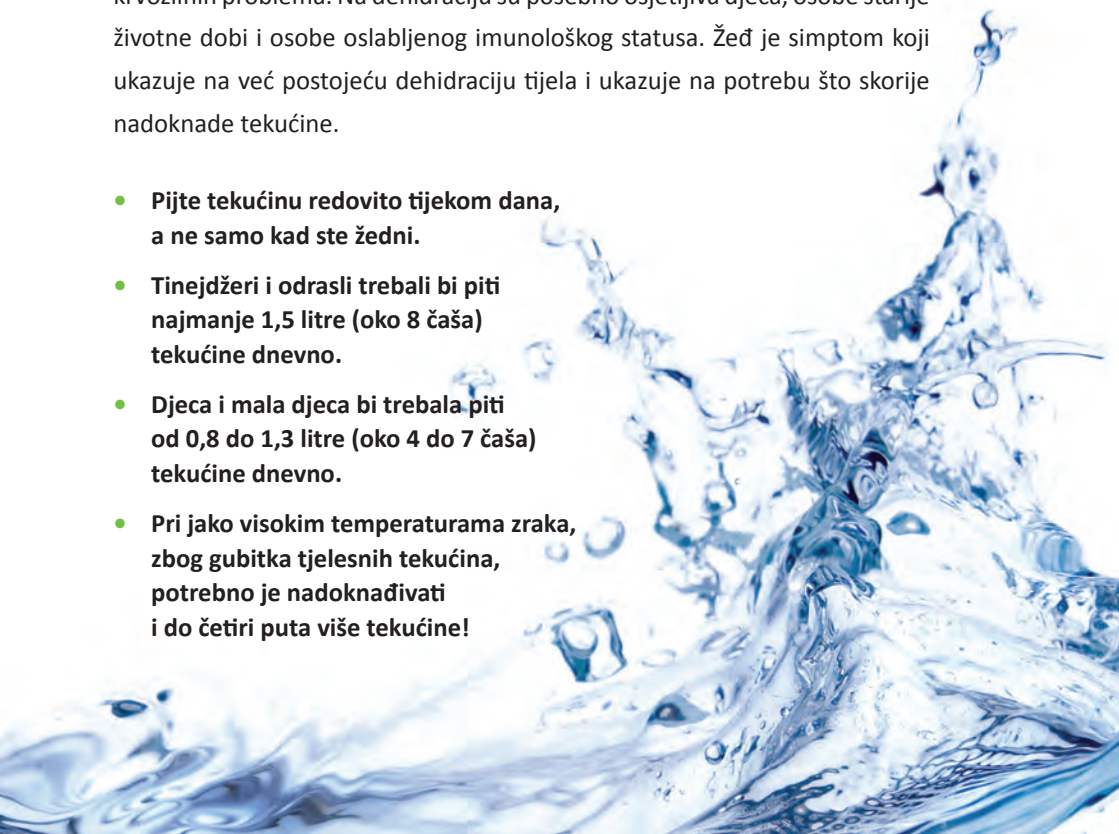 životne dobi i osobe oslabljenog imunološkog statusa. Žeđ je simptom koji
ukazuje na već postojeću dehidraciju tijela i ukazuje na potrebu što skorije
nadoknade tekućine.
• Pijte tekućinu redovito tijekom dana,
a ne samo kad ste žedni.
• Tinejdžeri i odrasli trebali bi piti
najmanje 1,5 litre (oko 8 čaša)
tekućine dnevno.
• Djeca i mala djeca bi trebala piti
od 0,8 do 1,3 litre (oko 4 do 7 čaša)
tekućine dnevno.
• Pri jako visokim temperaturama zraka,
zbog gubitka tjelesnih tekućina,
potrebno je nadoknađivati
i do četiri puta više tekućine!